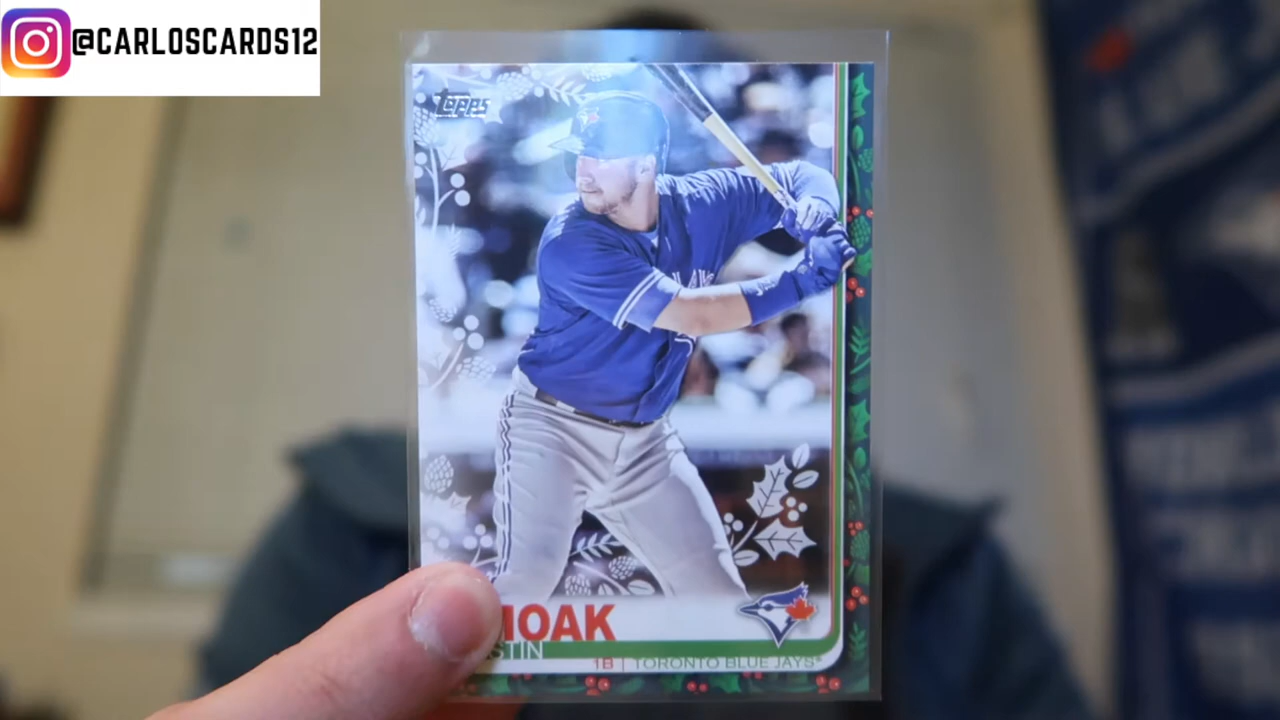 @CARLOSCARDS12
Topps
MOAK
STIN
1B | TORONTO BLUE JAYS